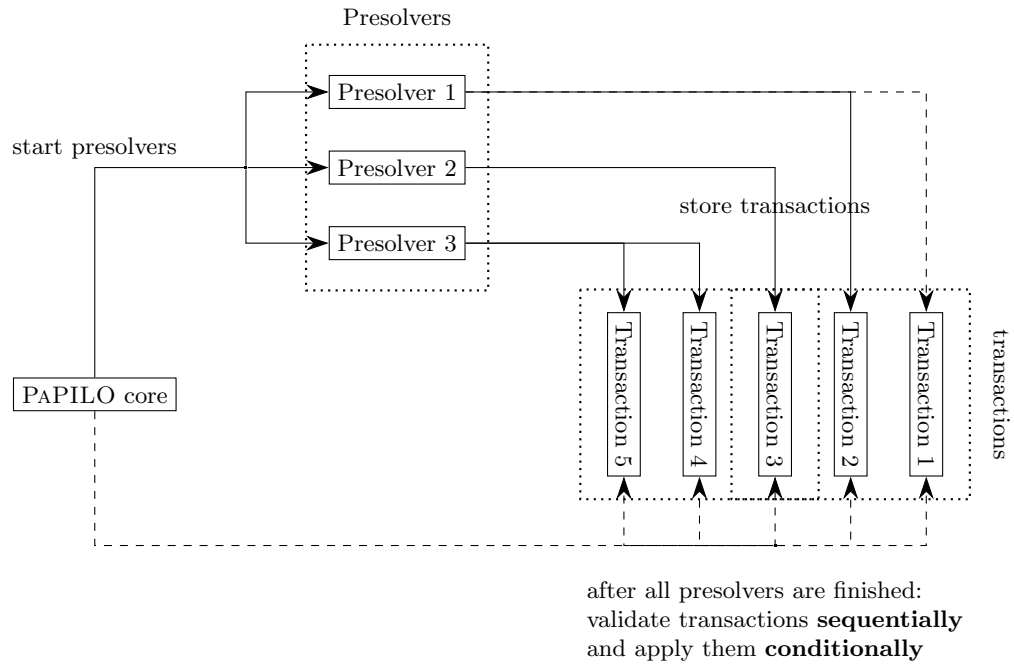 Presolvers
Presolver 1
start presolvers
Presolver 2
store transactions
Presolver 3
Transaction 5
Transaction 4
Transaction 3
Transaction 2
Transaction 1
transactions
PAPILO core
after all presolvers are finished:
validate transactions sequentially
and apply them conditionally